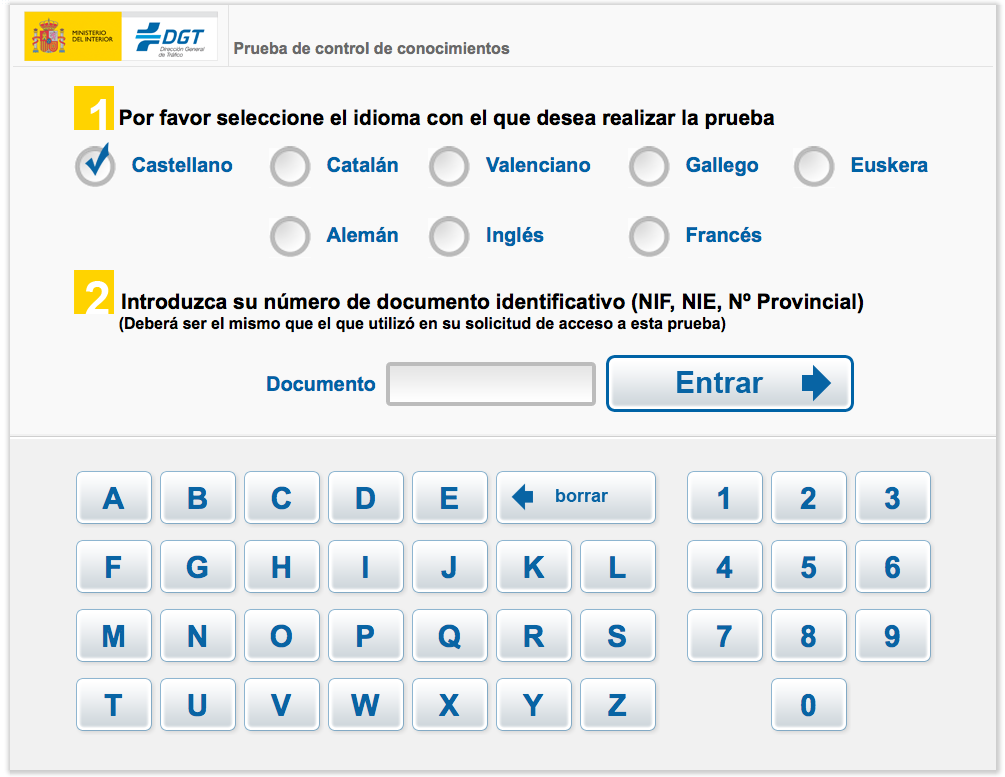 MINISTERIO
DEL INTERIOR
DGT
Dirección General
de Tráfico
Prueba de control de conocimientos
1 Por favor seleccione el idioma con el que desea realizar la prueba
Castellano Catalán Valenciano Gallego Euskera
Alemán Inglés Francés
2 Introduzca su número de documento identificativo (NIF, NIE, Nº Provincial)
(Deberá ser el mismo que el que utilizó en su solicitud de acceso a esta prueba)
Documento Entrar
A B C D E borrar 1 2 3
F G H I J K L 4 5 6
M N O P Q R S 7 8 9
T U V W X Y Z 0